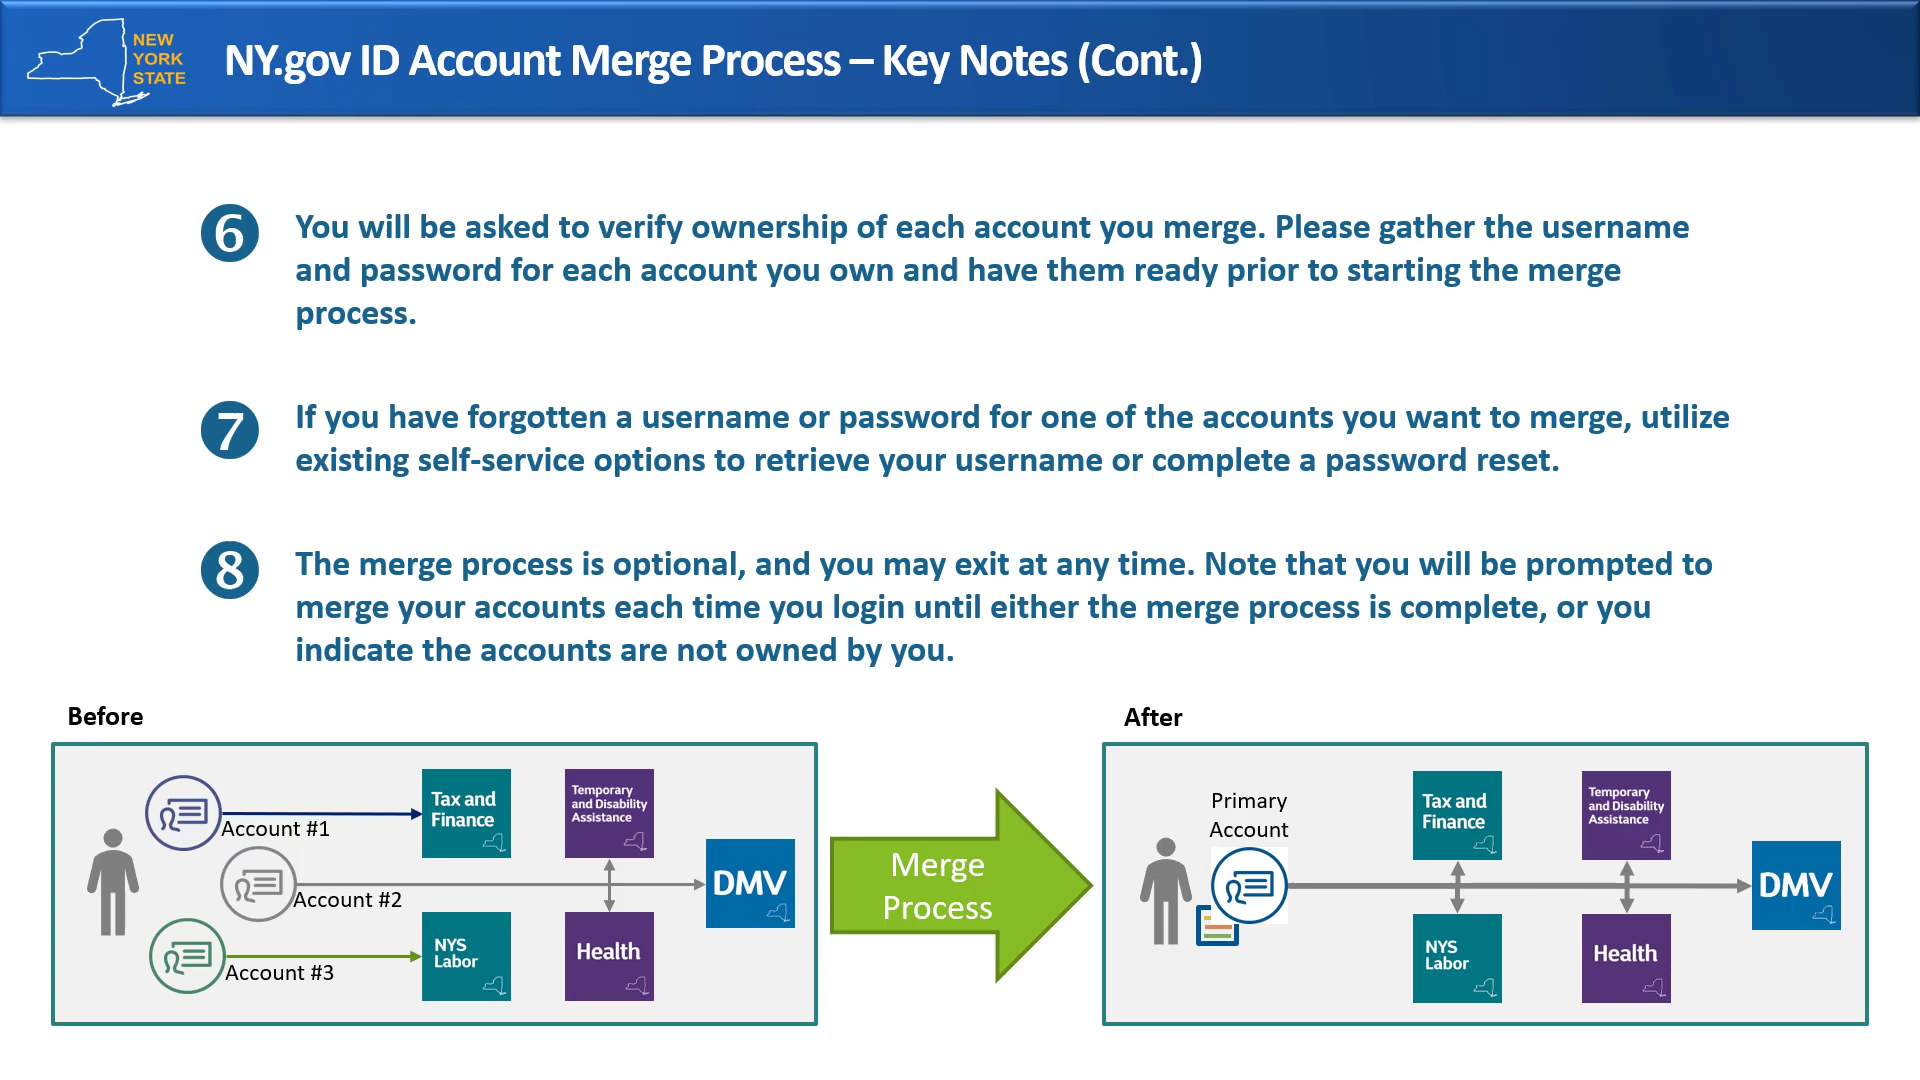 NEW
YORK
STATE
NY.gov ID Account Merge Process – Key Notes (Cont.)
6
You will be asked to verify ownership of each account you merge. Please gather the username
and password for each account you own and have them ready prior to starting the merge
process.
7
If you have forgotten a username or password for one of the accounts you want to merge, utilize
existing self-service options to retrieve your username or complete a password reset.
8
The merge process is optional, and you may exit at any time. Note that you will be prompted to
merge your accounts each time you login until either the merge process is complete, or you
indicate the accounts are not owned by you.
Before
Account #1
Account #2
Account #3
Tax and
Finance
Temporary
and Disability
Assistance
DMV
NYS
Labor
Health
Merge
Process
After
Primary
Account
Tax and
Finance
Temporary
and Disability
Assistance
DMV
NYS
Labor
Health